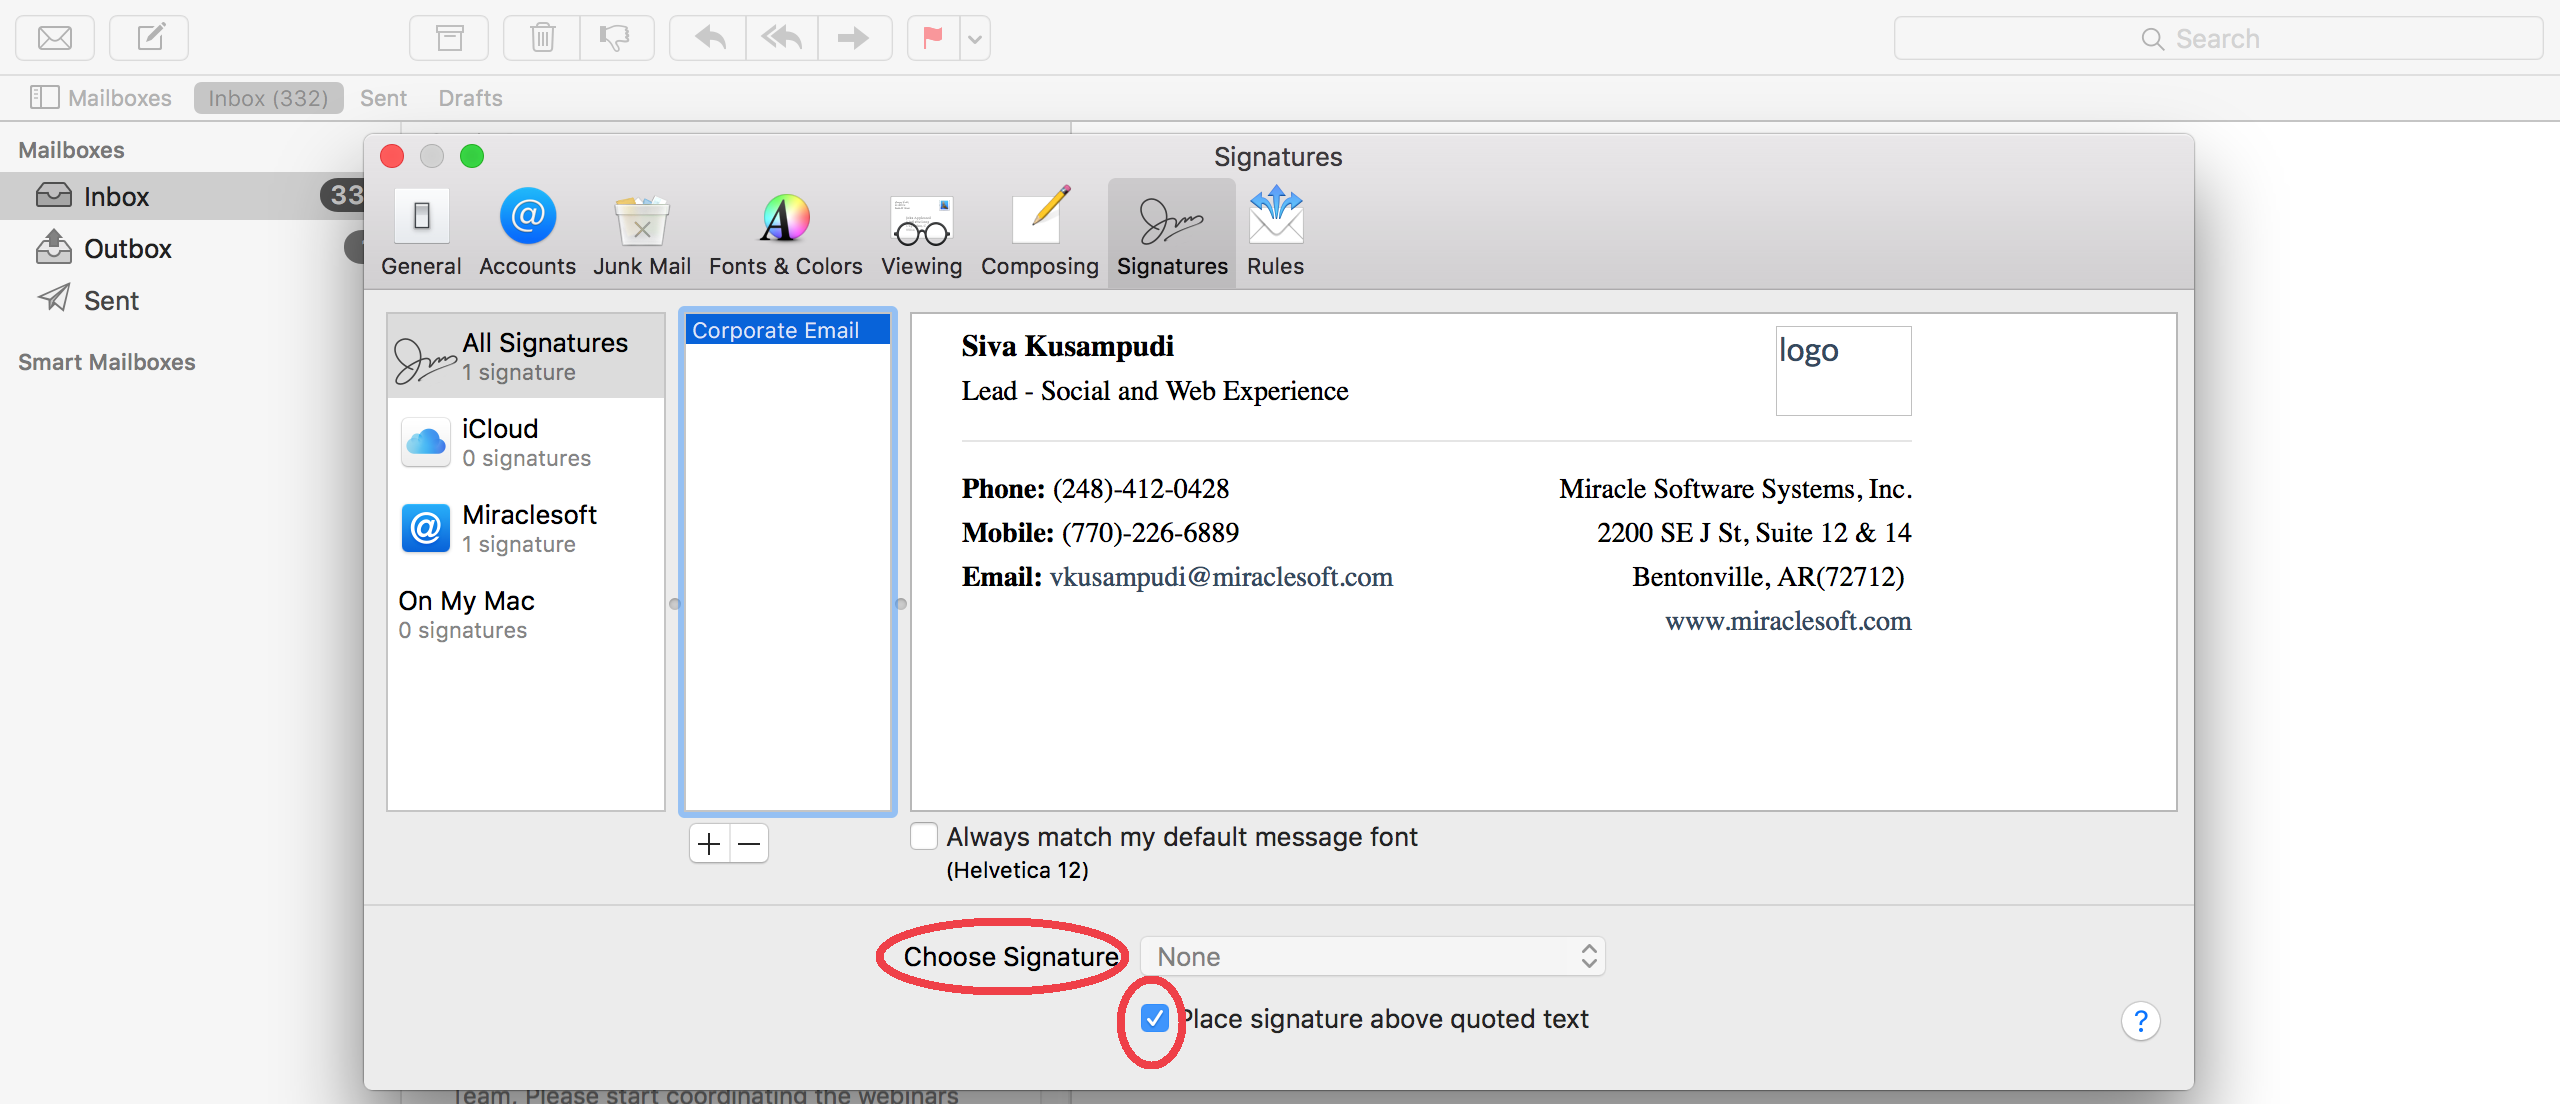 Search
Mailboxes Inbox (332) Sent Drafts
Mailboxes
Inbox 33
Outbox
Sent
Smart Mailboxes
Signatures
General Accounts Junk Mail Fonts & Colors Viewing Composing Signatures Rules
All Signatures
1 signature
iCloud
0 signatures
Miraclesoft
1 signature
On My Mac
0 signatures
Corporate Email
Siva Kusampudi
Lead - Social and Web Experience
logo
Phone: (248)-412-0428
Mobile: (770)-226-6889
Email: vkusampudi@miraclesoft.com
Miracle Software Systems, Inc.
2200 SE J St, Suite 12 & 14
Bentonville, AR(72712)
www.miraclesoft.com
Always match my default message font
(Helvetica 12)
Choose Signature None
Place signature above quoted text
?
Team, Please start coordinating the webinars